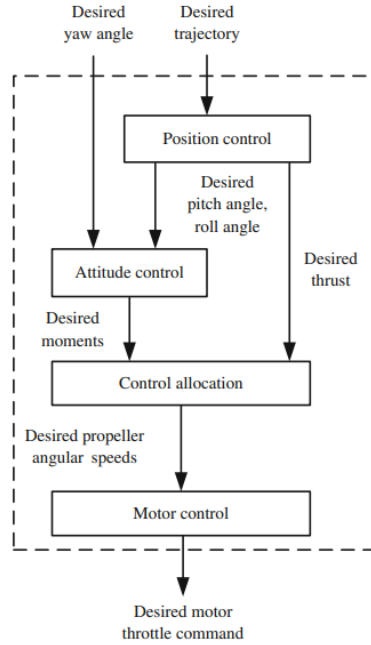 Desired
yaw angle
Desired
trajectory
Position control
Desired
pitch angle,
roll angle
Desired
thrust
Attitude control
Desired
moments
Control allocation
Desired propeller
angular speeds
Motor control
Desired motor
throttle command